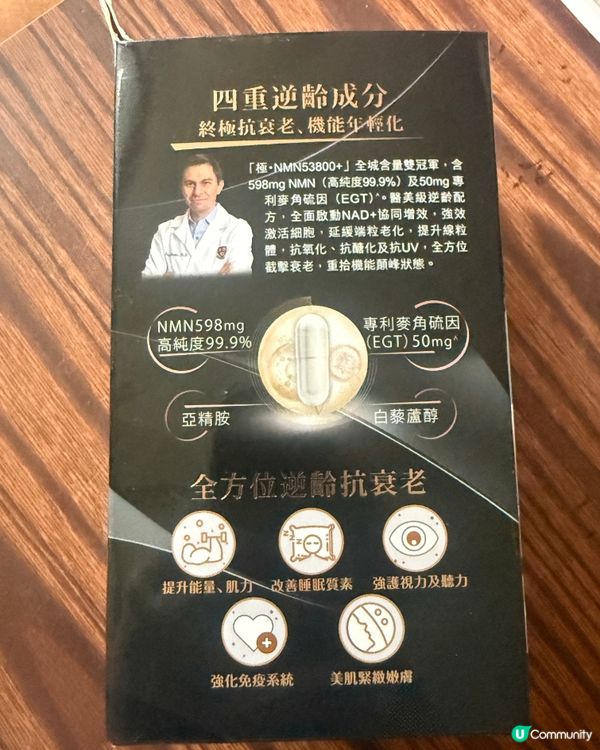 四重逆齡成分
終極抗衰老、機能年輕化
「極•NMN53800+」全城含量雙冠軍，含
598mg NMN（高純度99.9%）及50mg 專
利麥角硫因（EGT）^。醫美級逆齡配
方，全面啟動NAD+協同增效，強效
激活細胞，延緩端粒老化，提升線粒
體，抗氧化、抗醣化及抗UV，全方位
截擊衰老，重拾機能顛峰狀態。
NMN598mg
高純度99.9%
專利麥角硫因
(EGT) 50mg^
亞精胺
白藜蘆醇
全方位逆齡抗衰老
提升能量、肌力
改善睡眠質素
強護視力及聽力
強化免疫系統
美肌緊緻嫩膚
U Community